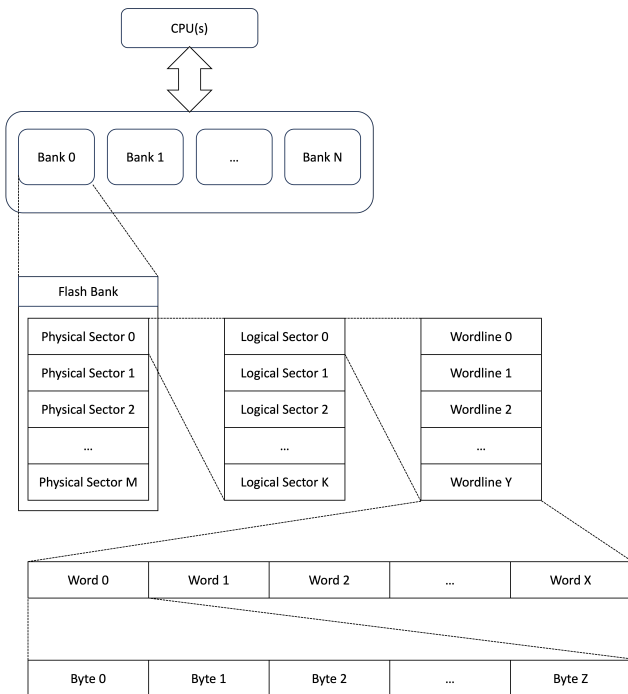 CPU(s)
Bank 0 Bank 1 ... Bank N
Flash Bank
Physical Sector 0 Logical Sector 0 Wordline 0
Physical Sector 1 Logical Sector 1 Wordline 1
Physical Sector 2 Logical Sector 2 Wordline 2
... ... ...
Physical Sector M Logical Sector K Wordline Y
Word 0 Word 1 Word 2 ... Word X
Byte 0 Byte 1 Byte 2 ... Byte Z